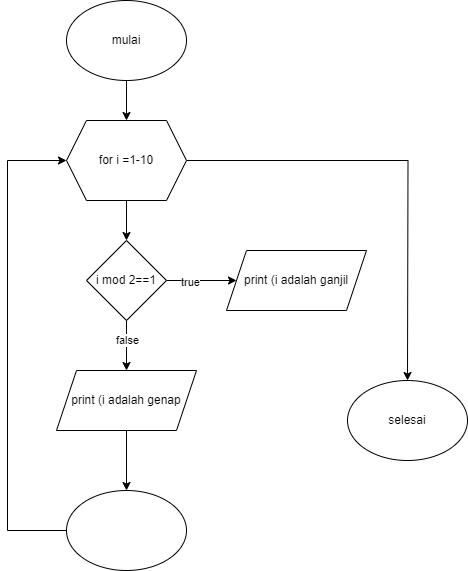 mulai
for i =1-10
i mod 2==1
true
print (i adalah ganjil
false
print (i adalah genap
selesai